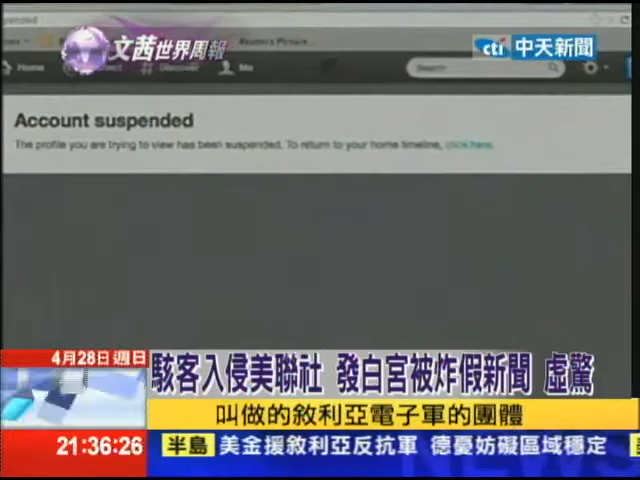 文茜世界周報
cti 中天新聞
Home
Discover
Me
Search
Account suspended
The profile you are trying to view has been suspended. To return to your home timeline, click here.
4月28日週日
駭客入侵美聯社 發白宮被炸假新聞 虛驚
叫做的敘利亞電子軍的團體
21:36:26
半島 美金援敘利亞反抗軍 德憂妨礙區域穩定
NEWS